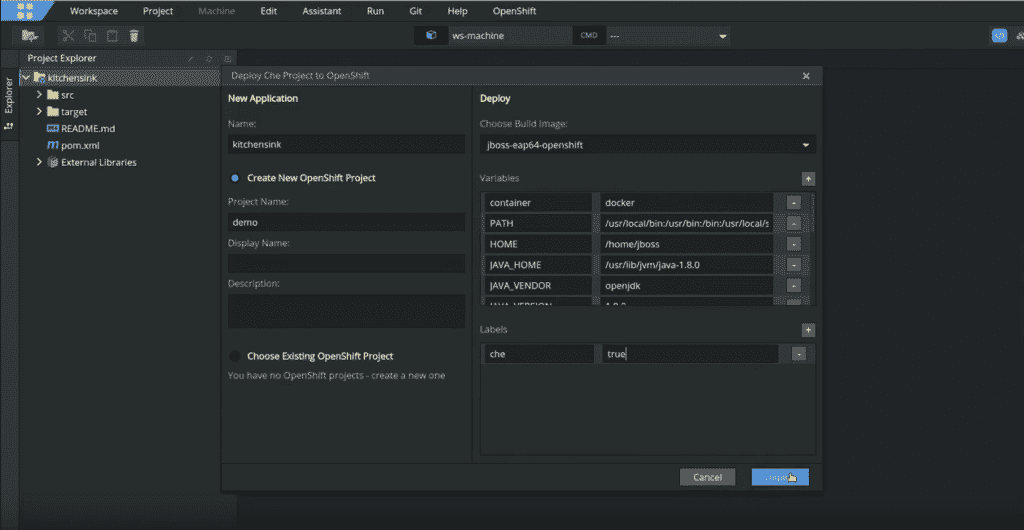 Workspace Project Machine Edit Assistant Run Git Help OpenShift
ws-machine CMD ---
Project Explorer
Explorer
kitchensink
src
target
README.md
m pom.xml
External Libraries
Deploy Che Project to OpenShift
New Application
Name:
kitchensink
Create New OpenShift Project
Project Name:
demo
Display Name:
Description:
Choose Existing OpenShift Project
You have no OpenShift projects - create a new one
Deploy
Choose Build Image:
jboss-eap64-openshift
Variables +
container docker -
PATH /usr/local/bin:/usr/bin:/bin:/usr/local/s -
HOME /home/jboss -
JAVA_HOME /usr/lib/jvm/java-1.8.0 -
JAVA_VENDOR openjdk -
JAVA_VERSION 1.8.0
Labels +
che true -
Cancel